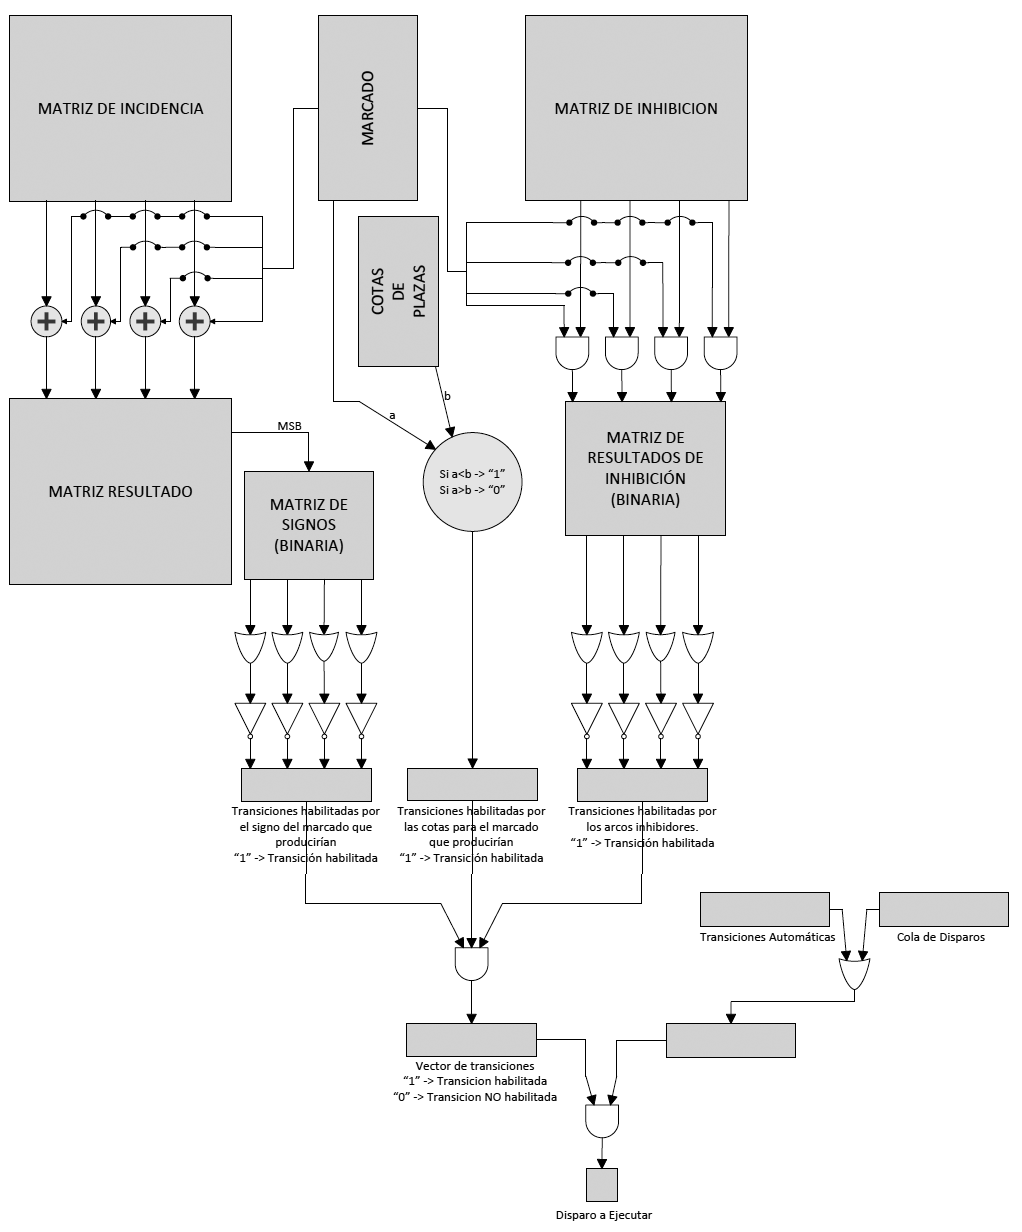 MATRIZ DE INCIDENCIA
MARCADO
MATRIZ DE INHIBICION
COTAS
DE
PLAZAS
a
b
MSB
Si a<b -> “1”
Si a>b -> “0”
MATRIZ RESULTADO
MATRIZ DE
SIGNOS
(BINARIA)
MATRIZ DE
RESULTADOS DE
INHIBICIÓN
(BINARIA)
Transiciones habilitadas por
el signo del marcado que
producirían
“1” -> Transición habilitada
Transiciones habilitadas por
las cotas para el marcado
que producirían
“1” -> Transición habilitada
Transiciones habilitadas por
los arcos inhibidores.
“1” -> Transición habilitada
Transiciones Automáticas
Cola de Disparos
Vector de transiciones
“1” -> Transicion habilitada
“0” -> Transicion NO habilitada
Disparo a Ejecutar